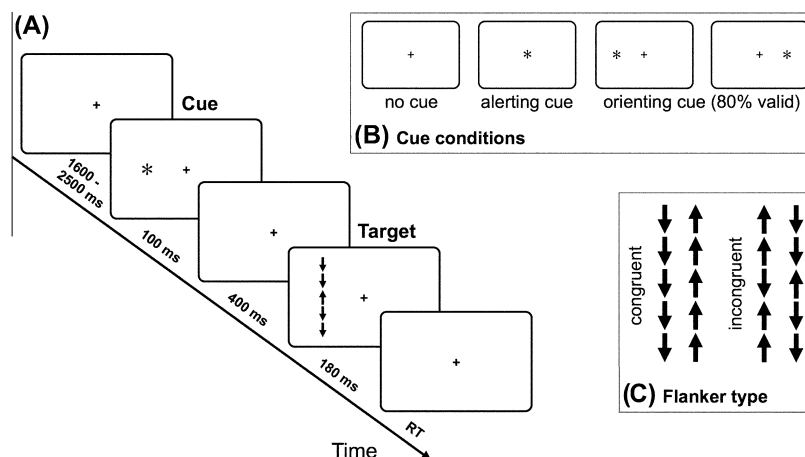 (A)
Cue
Target
1600 -
2500 ms
100 ms
400 ms
180 ms
RT
Time
no cue
alerting cue
orienting cue (80% valid)
(B) Cue conditions
congruent
incongruent
(C) Flanker type